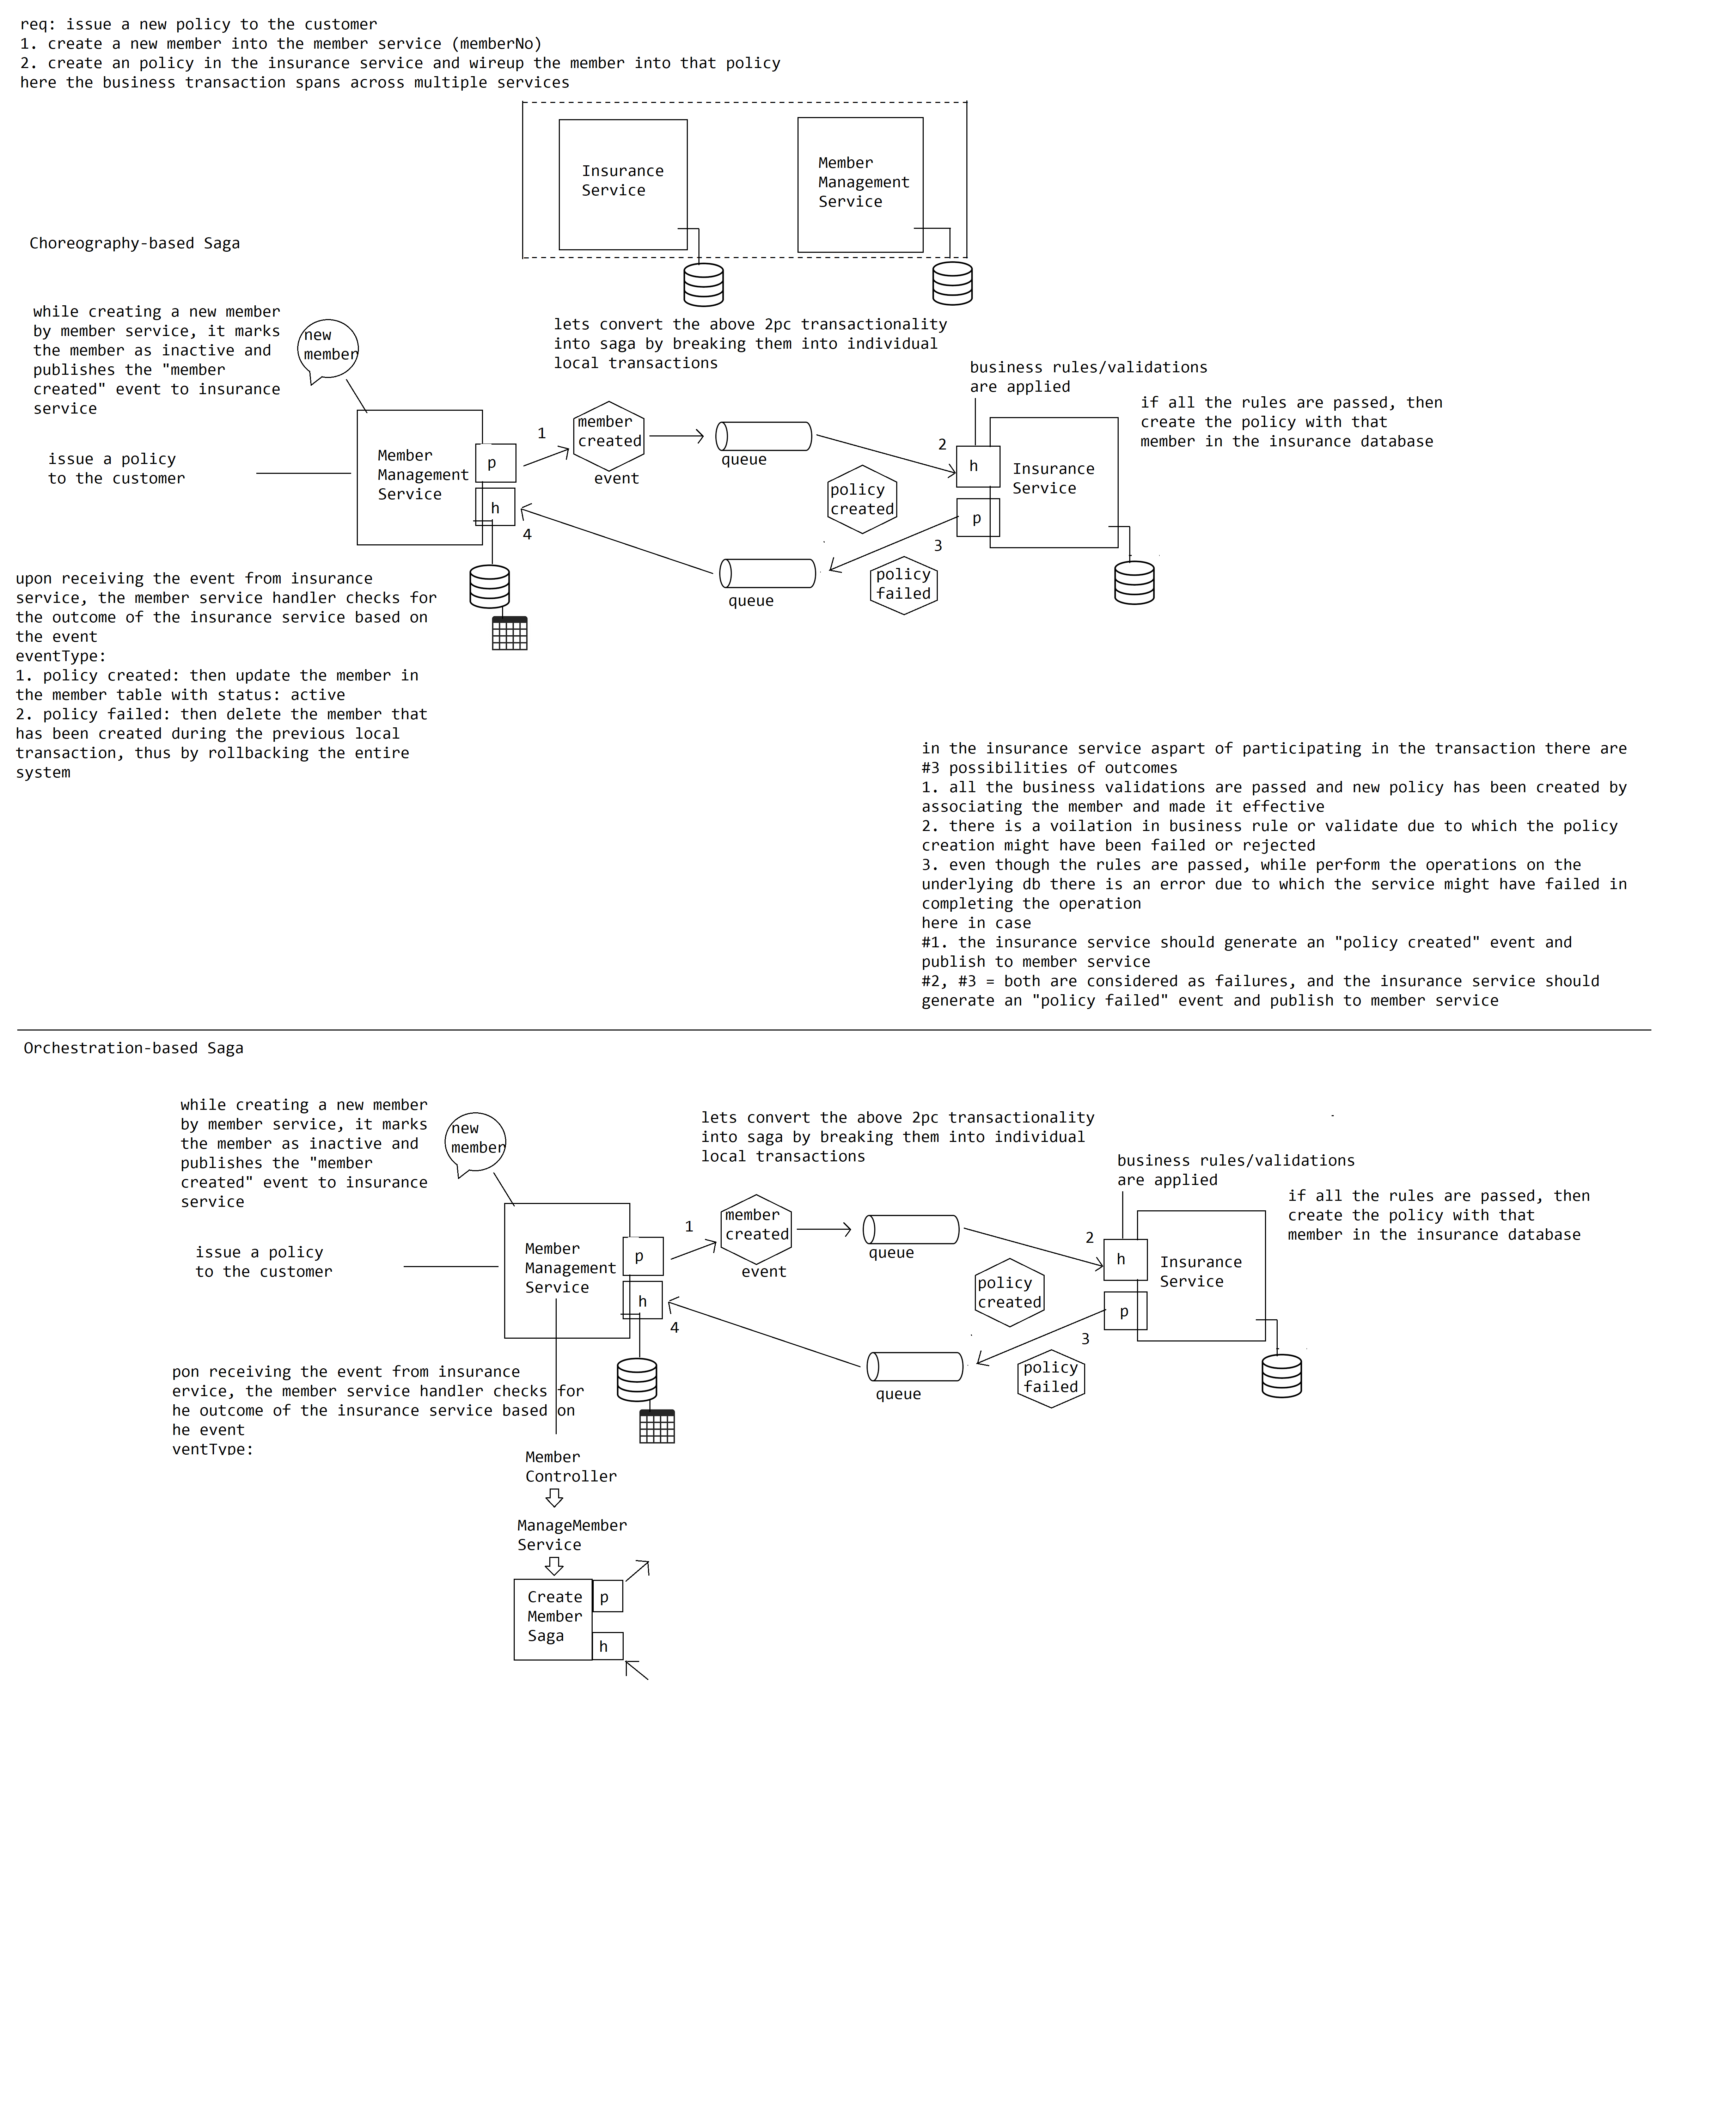 req: issue a new policy to the customer
1. create a new member into the member service (memberNo)
2. create an policy in the insurance service and wireup the member into that policy
here the business transaction spans across multiple services
Insurance
Service
Member
Management
Service
Choreography-based Saga
while creating a new member
by member service, it marks
the member as inactive and
publishes the "member
created" event to insurance
service
new
member
lets convert the above 2pc transactionality
into saga by breaking them into individual
local transactions
business rules/validations
are applied
if all the rules are passed, then
create the policy with that
member in the insurance database
issue a policy
to the customer
Member
Management
Service
p
h
1
member
created
event
queue
2
h
Insurance
Service
p
policy
created
3
policy
failed
queue
4
upon receiving the event from insurance
service, the member service handler checks for
the outcome of the insurance service based on
the event
eventType:
1. policy created: then update the member in
the member table with status: active
2. policy failed: then delete the member that
has been created during the previous local
transaction, thus by rollbacking the entire
system
in the insurance service aspart of participating in the transaction there are
#3 possibilities of outcomes
1. all the business validations are passed and new policy has been created by
associating the member and made it effective
2. there is a voilation in business rule or validate due to which the policy
creation might have been failed or rejected
3. even though the rules are passed, while perform the operations on the
underlying db there is an error due to which the service might have failed in
completing the operation
here in case
#1. the insurance service should generate an "policy created" event and
publish to member service
#2, #3 = both are considered as failures, and the insurance service should
generate an "policy failed" event and publish to member service
Orchestration-based Saga
while creating a new member
by member service, it marks
the member as inactive and
publishes the "member
created" event to insurance
service
new
member
lets convert the above 2pc transactionality
into saga by breaking them into individual
local transactions
business rules/validations
are applied
if all the rules are passed, then
create the policy with that
member in the insurance database
issue a policy
to the customer
Member
Management
Service
p
h
1
member
created
event
queue
2
h
Insurance
Service
p
policy
created
3
policy
failed
queue
4
pon receiving the event from insurance
ervice, the member service handler checks for
he outcome of the insurance service based on
he event
ventType:
Member
Controller
ManageMember
Service
Create
Member
Saga
p
h